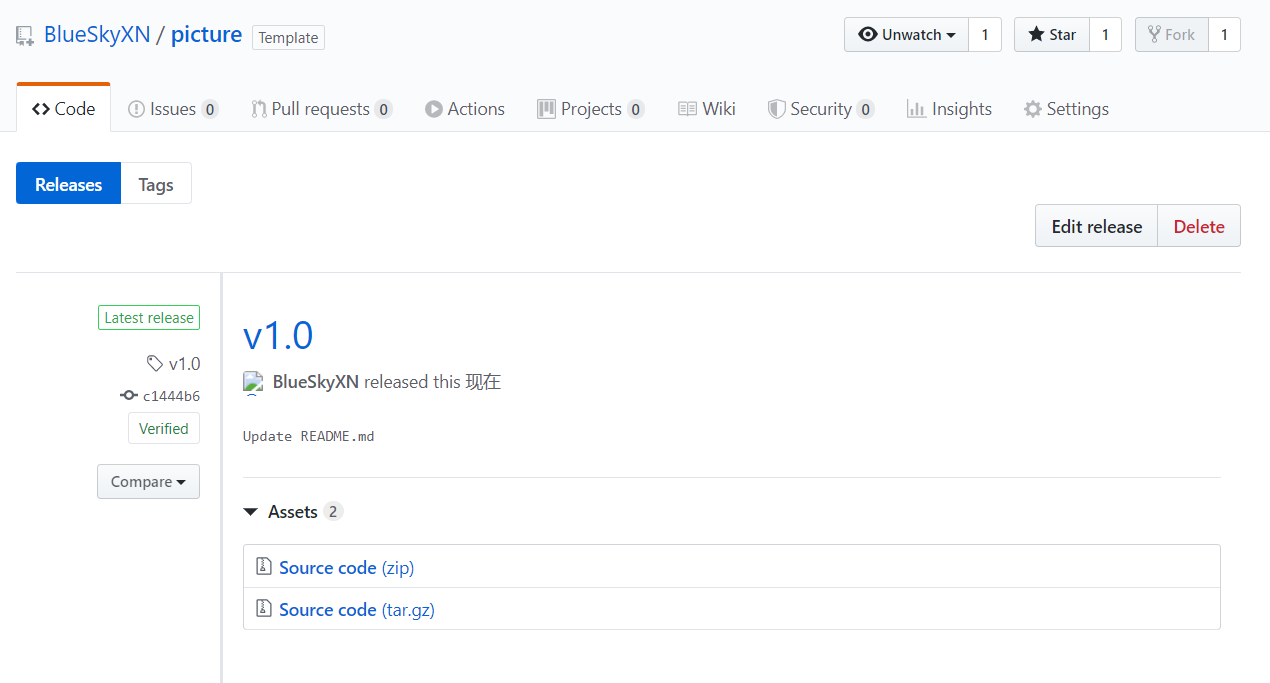 BlueSkyXN / picture Template Unwatch 1 Star 1 Fork 1
Code Issues 0 Pull requests 0 Actions Projects 0 Wiki Security 0 Insights Settings
Releases Tags
Edit release Delete
Latest release
v1.0
c1444b6
Verified
Compare
v1.0
BlueSkyXN released this 现在
Update README.md
Assets 2
Source code (zip)
Source code (tar.gz)